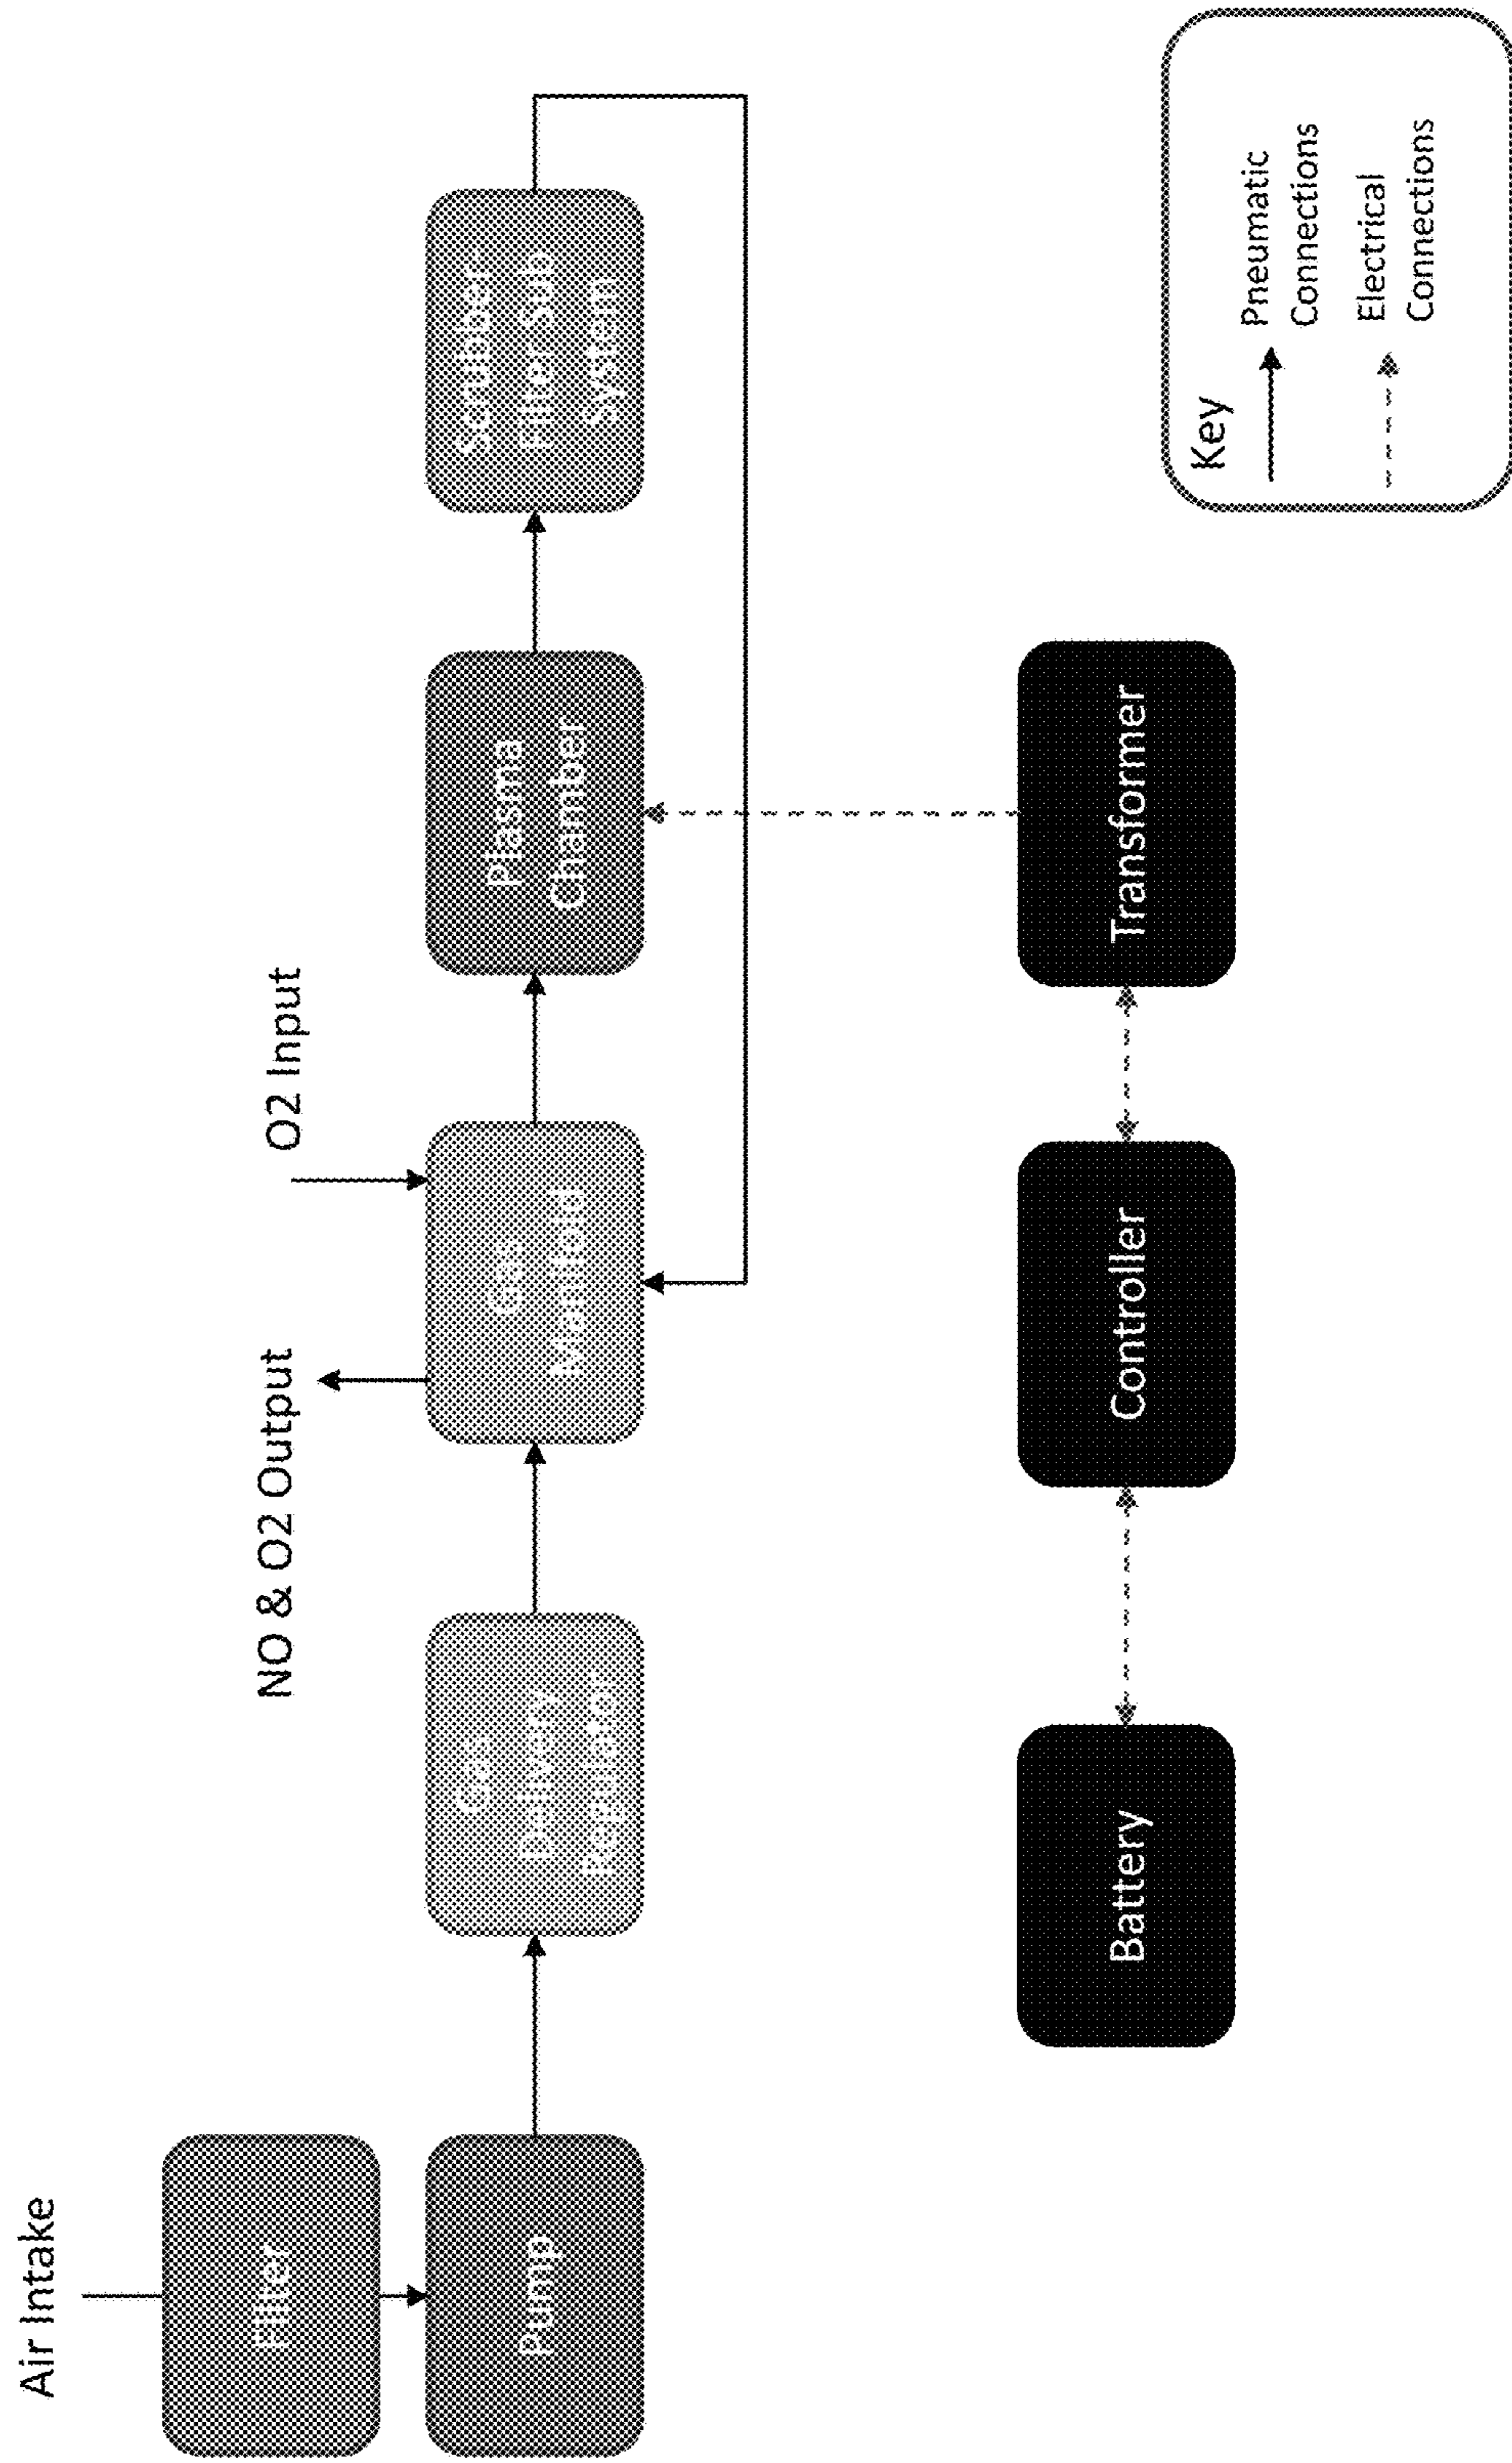 Air Intake
Filter
Pump
Gas
Delivery
Regulator
NO & O2 Output
O2 Input
Gas
Manifold
Plasma
Chamber
Scrubber
Filter Sub
System
Battery
Controller
Transformer
Key
Pneumatic
Connections
Electrical
Connections